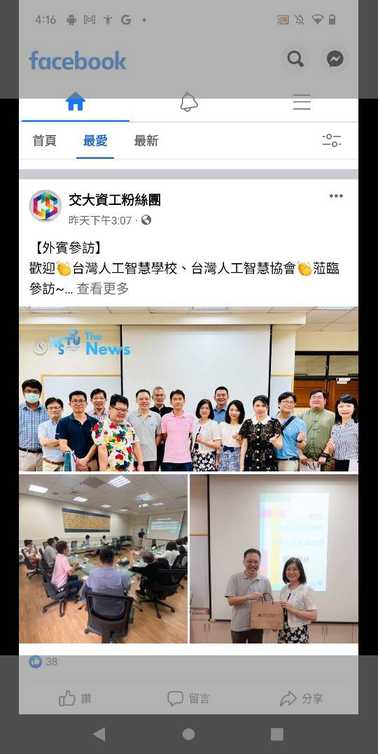 4:16
facebook
首頁
最愛
最新
交大資工粉絲團
昨天下午3:07
【外賓參訪】
歡迎👏台灣人工智慧學校、台灣人工智慧協會👏蒞臨
參訪~... 查看更多
The
News
38
讚
留言
分享